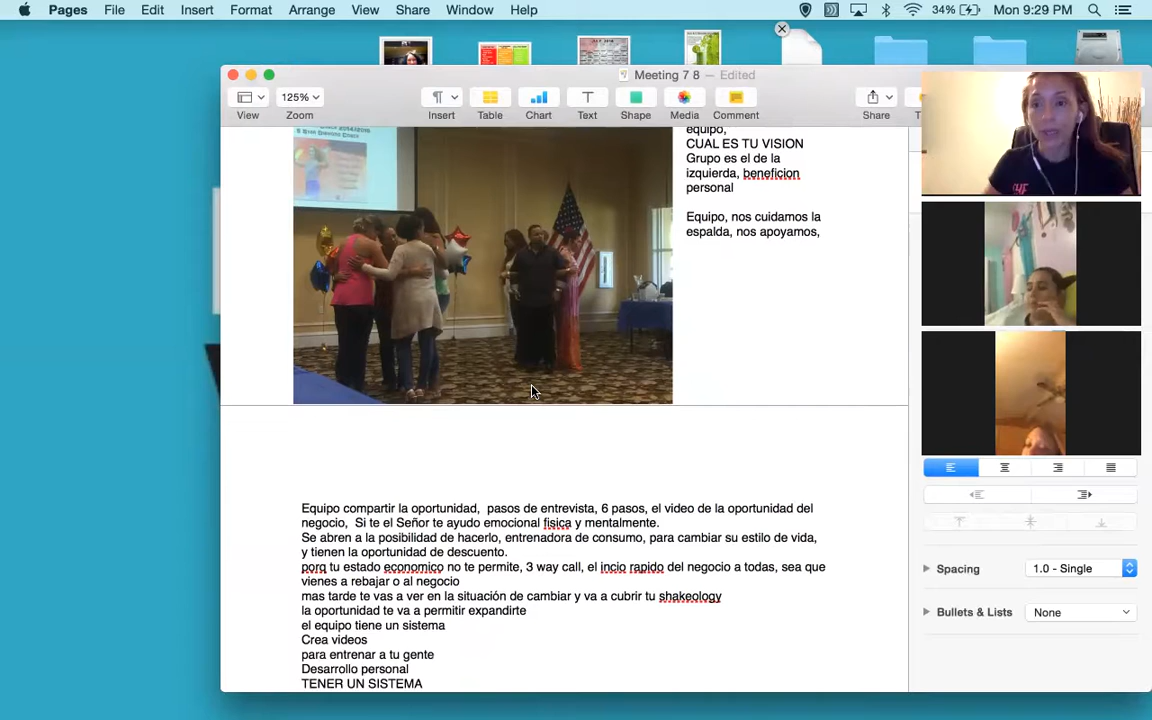 Pages File Edit Insert Format Arrange View Share Window Help 34% Mon 9:29 PM
Meeting 7 8 — Edited
125%
View Zoom Insert Table Chart Text Shape Media Comment Share
equipo,
CUAL ES TU VISION
Grupo es el de la
izquierda, beneficion
personal
Equipo, nos cuidamos la
espalda, nos apoyamos,
Equipo compartir la oportunidad, pasos de entrevista, 6 pasos, el video de la oportunidad del
negocio, Si te el Señor te ayudo emocional fisica y mentalmente.
Se abren a la posibilidad de hacerlo, entrenadora de consumo, para cambiar su estilo de vida,
y tienen la oportunidad de descuento.
porq tu estado economico no te permite, 3 way call, el incio rapido del negocio a todas, sea que
vienes a rebajar o al negocio
mas tarde te vas a ver en la situación de cambiar y va a cubrir tu shakeology
la oportunidad te va a permitir expandirte
el equipo tiene un sistema
Crea videos
para entrenar a tu gente
Desarrollo personal
TENER UN SISTEMA
Spacing 1.0 - Single
Bullets & Lists None